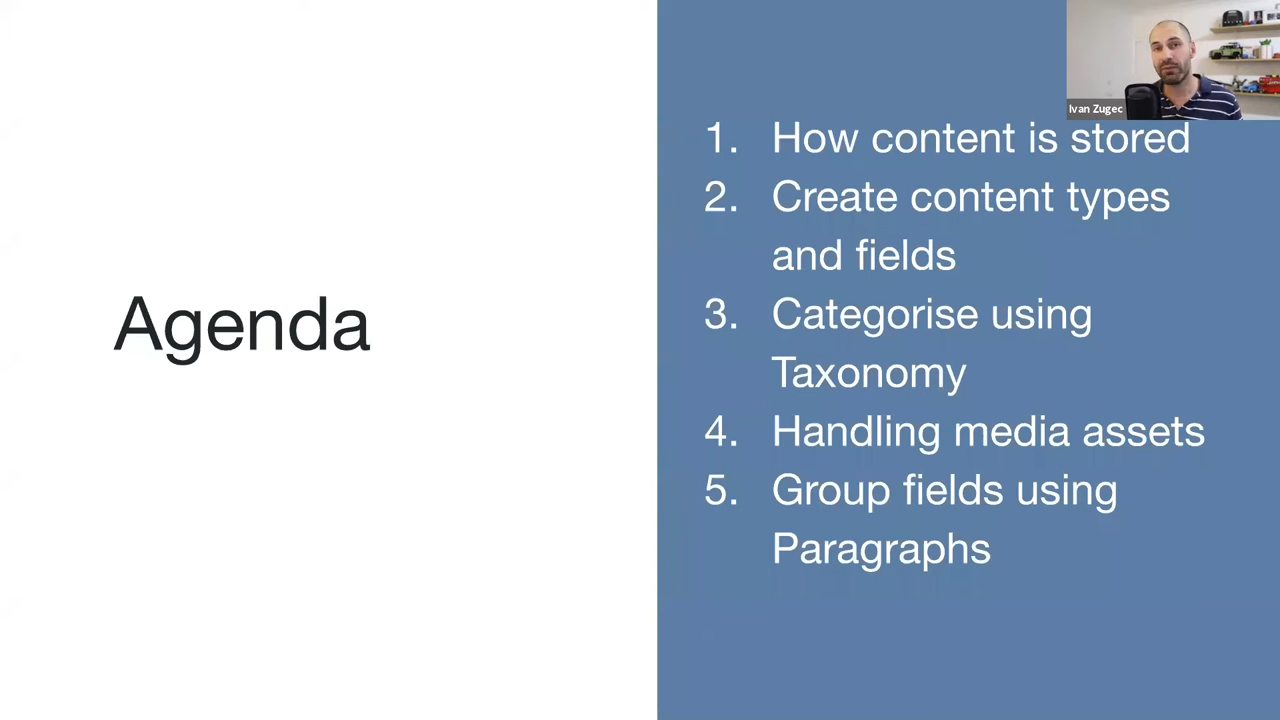 Agenda
1. How content is stored
2. Create content types
and fields
3. Categorise using
Taxonomy
4. Handling media assets
5. Group fields using
Paragraphs
Ivan Zugec